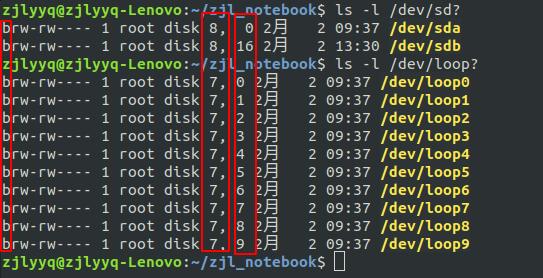 zjlyyq@zjlyyq-Lenovo:~/zjl_notebook$ ls -l /dev/sd?
brw-rw---- 1 root disk 8,  0 2月   2 09:37 /dev/sda
brw-rw---- 1 root disk 8, 16 2月   2 13:30 /dev/sdb
zjlyyq@zjlyyq-Lenovo:~/zjl_notebook$ ls -l /dev/loop?
brw-rw---- 1 root disk 7, 0 2月   2 09:37 /dev/loop0
brw-rw---- 1 root disk 7, 1 2月   2 09:37 /dev/loop1
brw-rw---- 1 root disk 7, 2 2月   2 09:37 /dev/loop2
brw-rw---- 1 root disk 7, 3 2月   2 09:37 /dev/loop3
brw-rw---- 1 root disk 7, 4 2月   2 09:37 /dev/loop4
brw-rw---- 1 root disk 7, 5 2月   2 09:37 /dev/loop5
brw-rw---- 1 root disk 7, 6 2月   2 09:37 /dev/loop6
brw-rw---- 1 root disk 7, 7 2月   2 09:37 /dev/loop7
brw-rw---- 1 root disk 7, 8 2月   2 09:37 /dev/loop8
brw-rw---- 1 root disk 7, 9 2月   2 09:37 /dev/loop9
zjlyyq@zjlyyq-Lenovo:~/zjl_notebook$